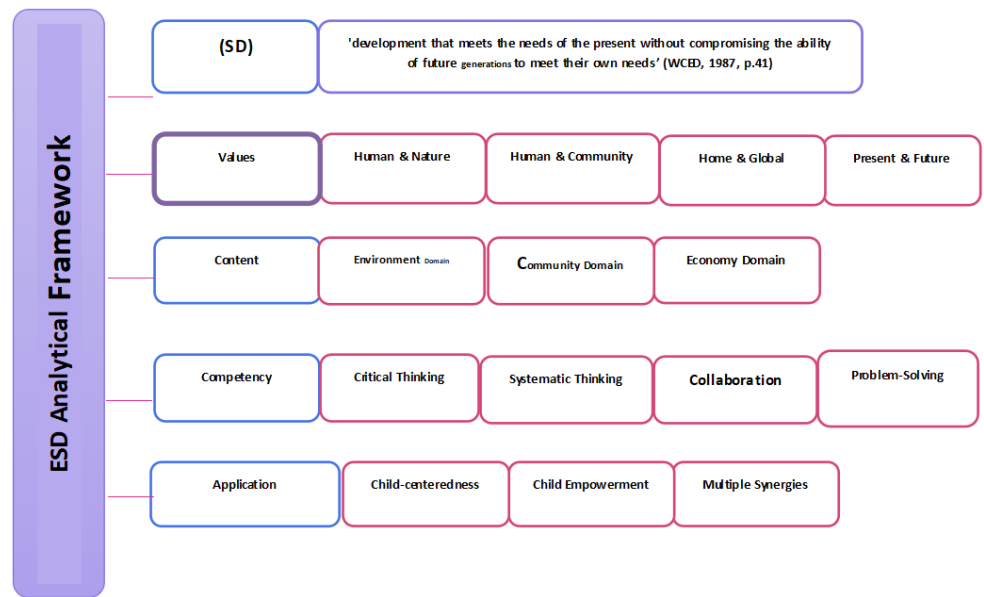 ESD Analytical Framework
(SD)
'development that meets the needs of the present without compromising the ability
of future generations to meet their own needs’ (WCED, 1987, p.41)
Values
Human & Nature
Human & Community
Home & Global
Present & Future
Content
Environment Domain
Community Domain
Economy Domain
Competency
Critical Thinking
Systematic Thinking
Collaboration
Problem-Solving
Application
Child-centeredness
Child Empowerment
Multiple Synergies